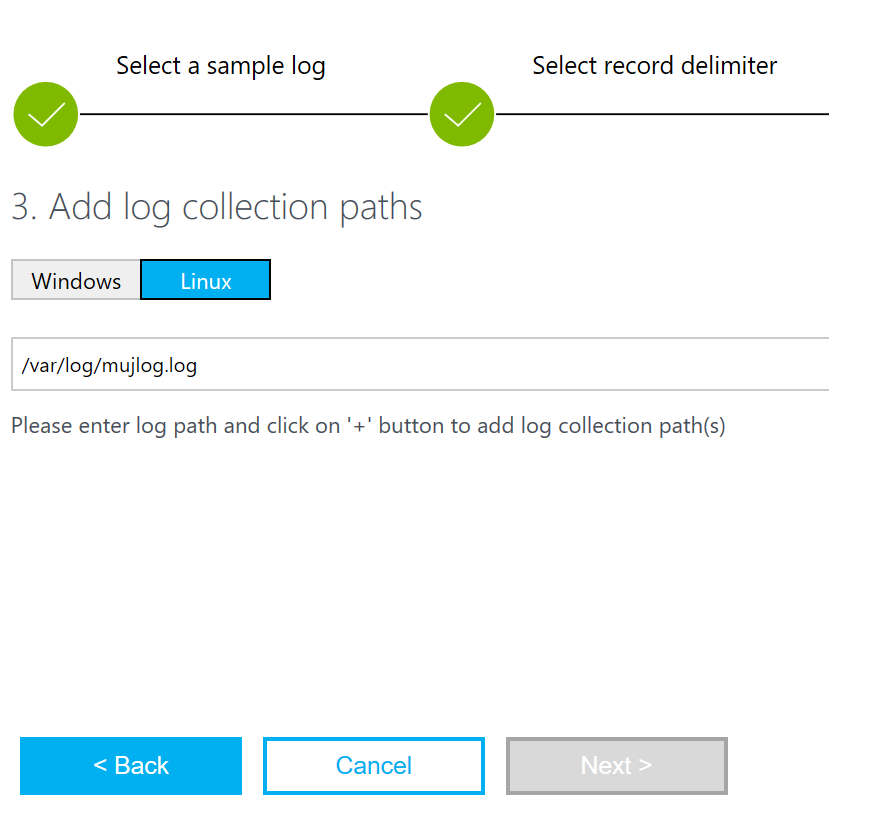 Select a sample log
Select record delimiter
3. Add log collection paths
Windows
Linux
/var/log/mujlog.log
Please enter log path and click on '+' button to add log collection path(s)
< Back
Cancel
Next >